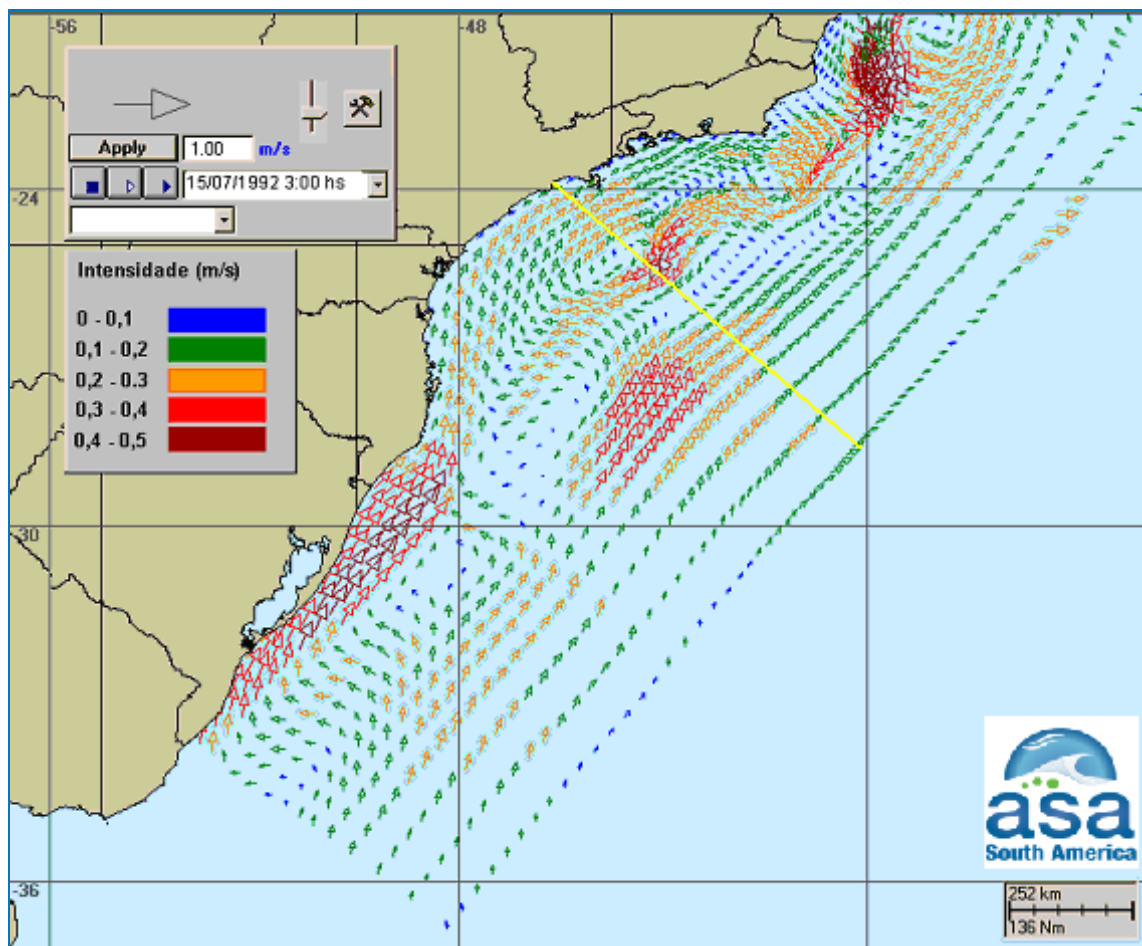 -56
-48
Apply 1.00 m/s
15/07/1992 3:00 hs
-24
Intensidade (m/s)
0 - 0,1
0,1 - 0,2
0,2 - 0.3
0,3 - 0,4
0,4 - 0,5
-30
asa
South America
-36
252 km
136 Nm